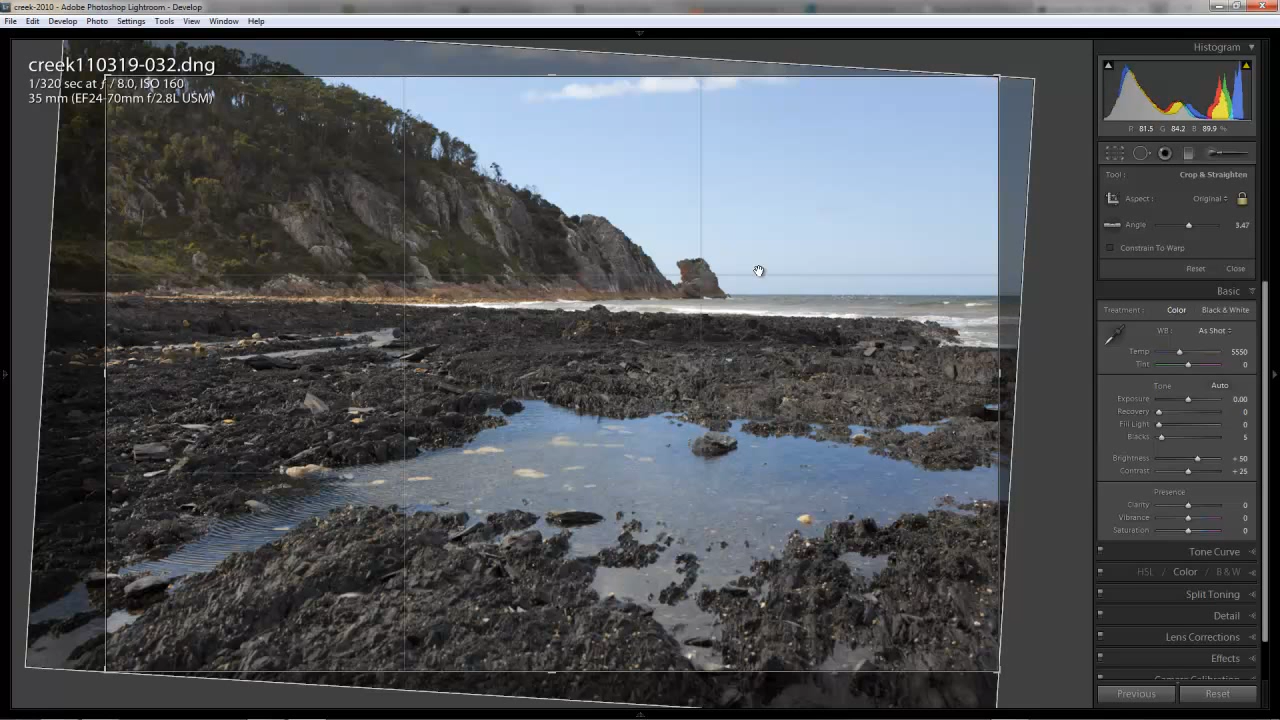 creek-2010 - Adobe Photoshop Lightroom - Develop
File Edit Develop Photo Settings Tools View Window Help
creek110319-032.dng
1/320 sec at ƒ / 8.0, ISO 160
35 mm (EF24-70mm f/2.8L USM)
Histogram
R 81.5 G 84.2 B 89.9 %
Tool : Crop & Straighten
Aspect : Original
Angle 3.47
Constrain To Warp
Reset Close
Basic
Treatment : Color Black & White
WB : As Shot
Temp 5550
Tint 0
Tone Auto
Exposure 0.00
Recovery 0
Fill Light 0
Blacks 5
Brightness + 50
Contrast + 25
Presence
Clarity 0
Vibrance 0
Saturation 0
Tone Curve
HSL / Color / B & W
Split Toning
Detail
Lens Corrections
Effects
Previous Reset